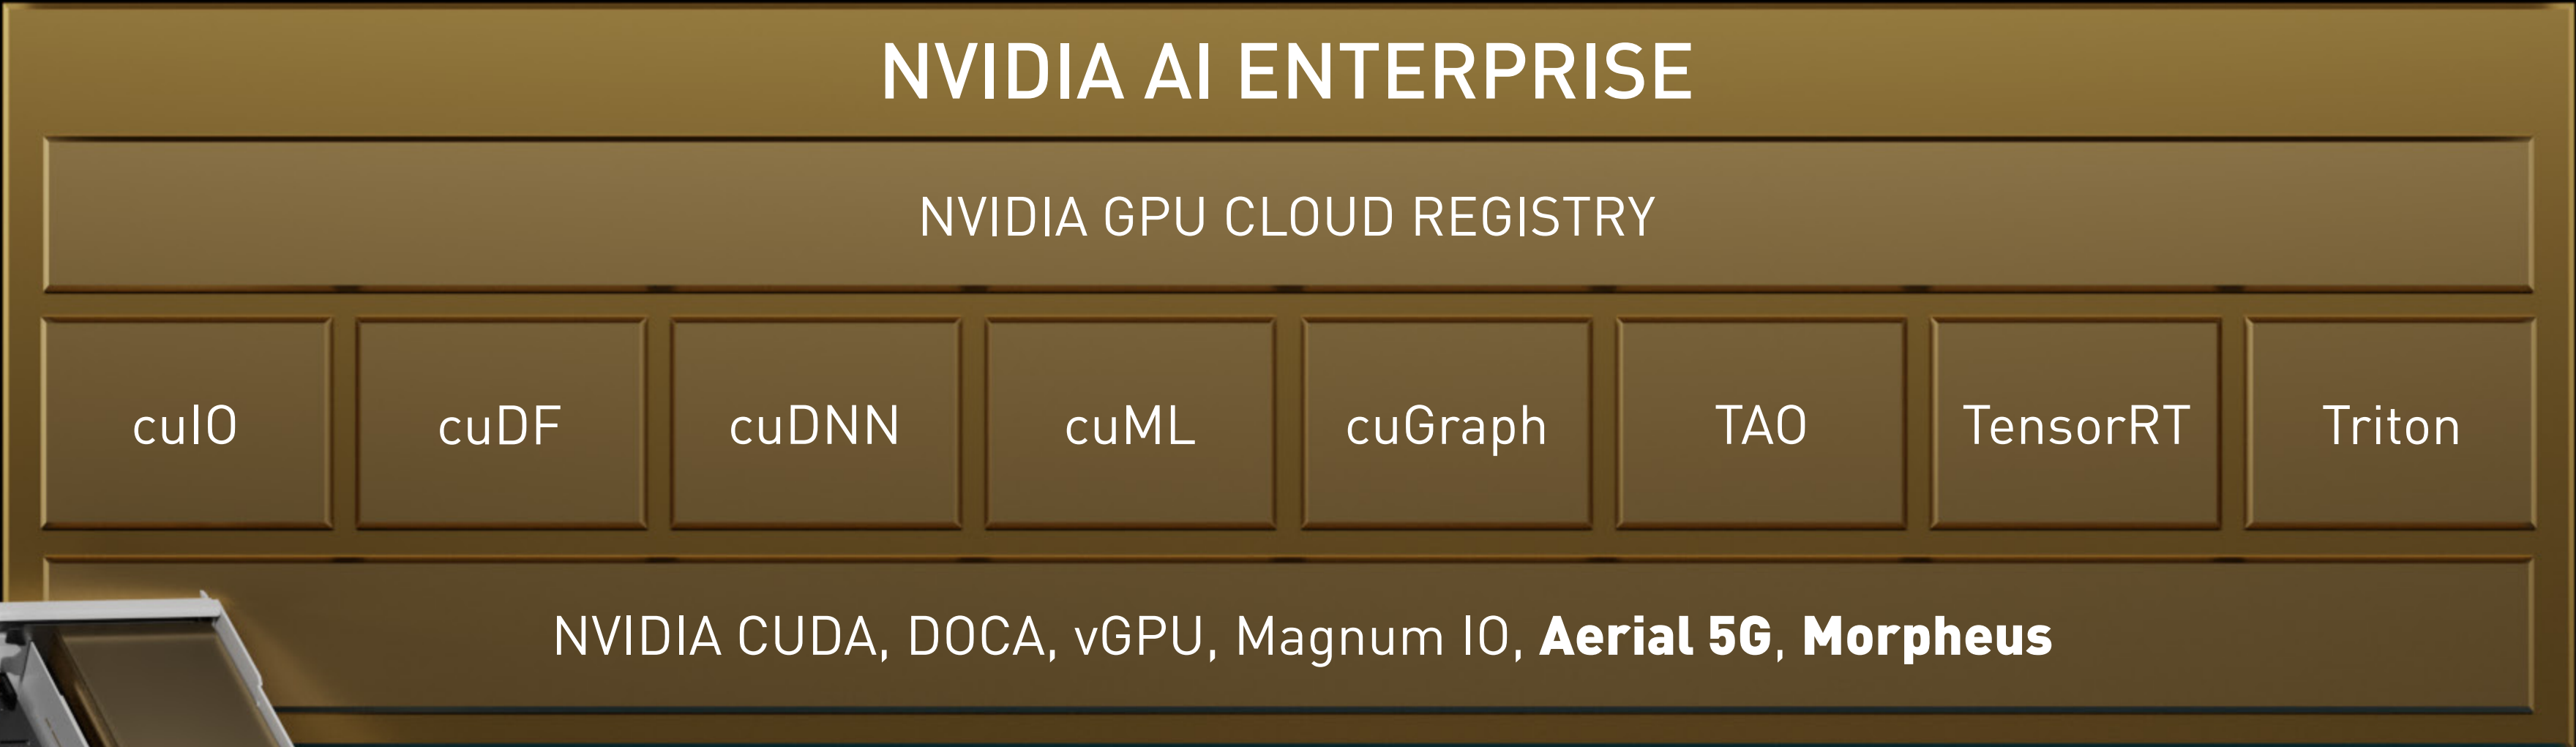 NVIDIA AI ENTERPRISE
NVIDIA GPU CLOUD REGISTRY
cuIO
cuDF
cuDNN
cuML
cuGraph
TAO
TensorRT
Triton
NVIDIA CUDA, DOCA, vGPU, Magnum IO, Aerial 5G, Morpheus